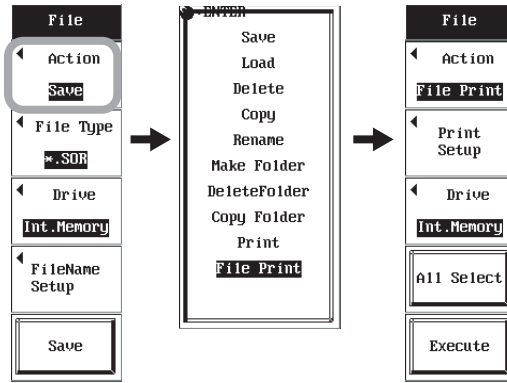 File
Action
Save
File Type
*.SOR
Drive
Int.Memory
FileName
Setup
Save
ENTER
Save
Load
Delete
Copy
Rename
Make Folder
DeleteFolder
Copy Folder
Print
File Print
File
Action
File Print
Print
Setup
Drive
Int.Memory
All Select
Execute